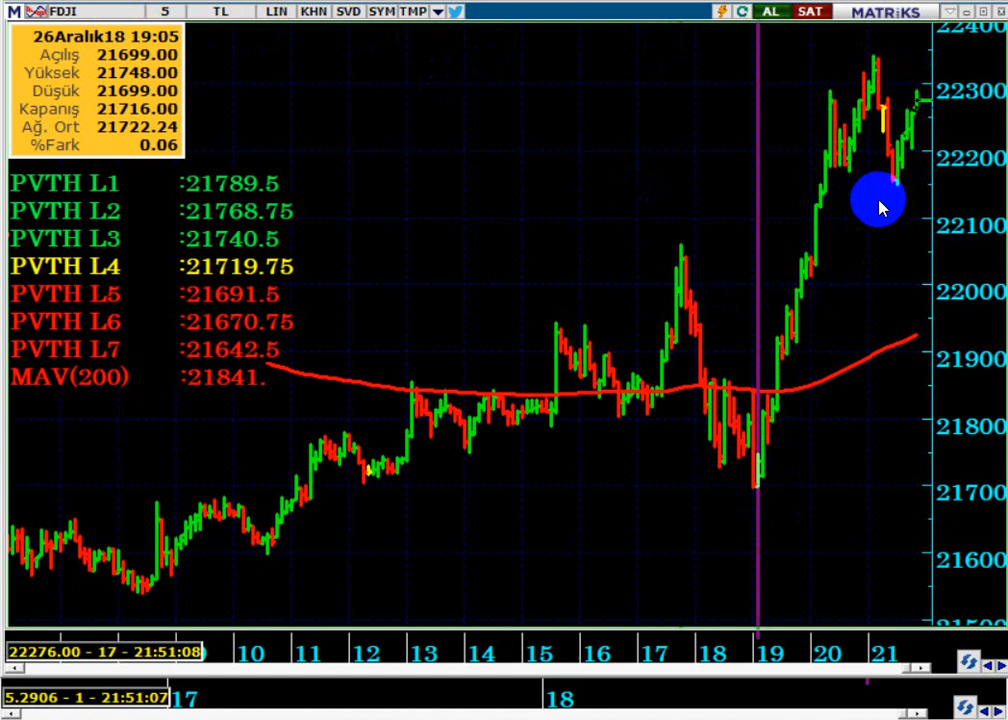 M FDJI 5 TL LIN KHN SVD SYM TMP AL SAT MATRiKS
26Aralık18 19:05
Açılış 21699.00
Yüksek 21748.00
Düşük 21699.00
Kapanış 21716.00
Ağ. Ort 21722.24
%Fark 0.06
PVTH L1 :21789.5
PVTH L2 :21768.75
PVTH L3 :21740.5
PVTH L4 :21719.75
PVTH L5 :21691.5
PVTH L6 :21670.75
PVTH L7 :21642.5
MAV(200) :21841.
22400
22300
22200
22100
22000
21900
21800
21700
21600
21500
22276.00 - 17 - 21:51:08 10 11 12 13 14 15 16 17 18 19 20 21
5.2906 - 1 - 21:51:07 17 18